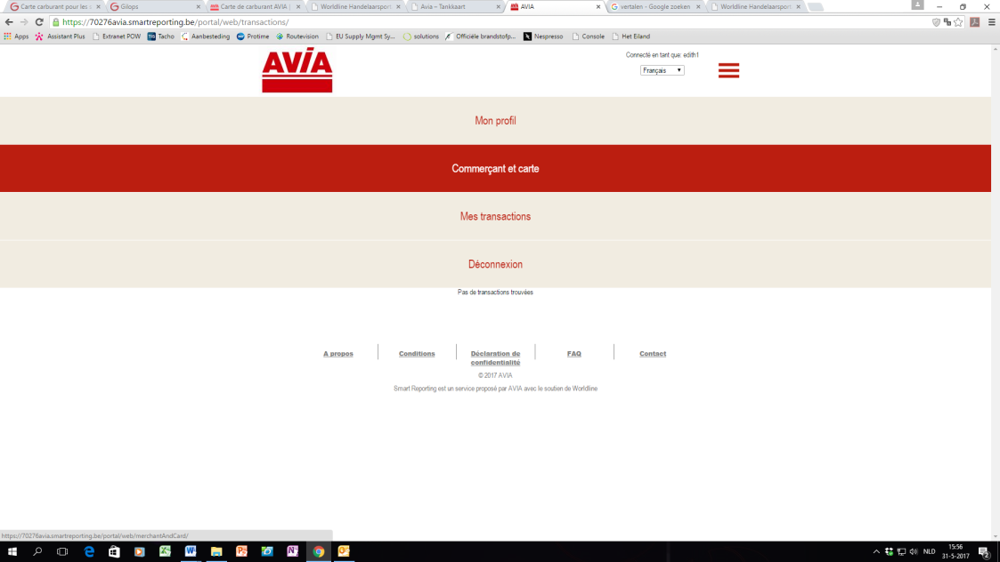 Carte carburant pour les
Gilops
Carte de carburant AVIA |
Worldline Handelaarsport
Avia – Tankkaart
AVIA
vertalen - Google zoeken
Worldline Handelaarsport
https://70276avia.smartreporting.be/portal/web/transactions/
Apps
Assistant Plus
Extranet POW
Tacho
Aanbesteding
Protime
Routevision
EU Supply Mgmt Sy...
solutions
Officiële brandstofp...
Nespresso
Console
Het Eiland
AVIA
Connecté en tant que: edith1
Français
Mon profil
Commerçant et carte
Mes transactions
Déconnexion
Pas de transactions trouvées
A propos
Conditions
Déclaration de
confidentialité
FAQ
Contact
© 2017 AVIA
Smart Reporting est un service proposé par AVIA avec le soutien de Worldline
https://70276avia.smartreporting.be/portal/web/merchantAndCard/
NLD
15:56
31-5-2017
2